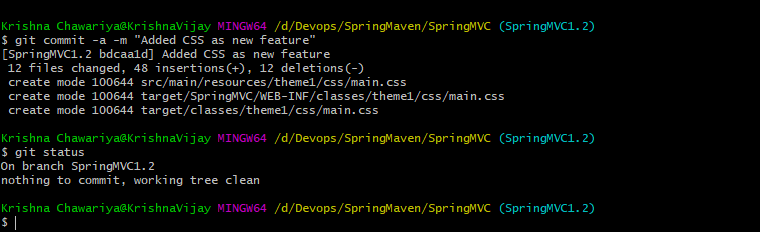 Krishna Chawariya@KrishnaVijay MINGW64 /d/Devops/SpringMaven/SpringMVC (SpringMVC1.2)
$ git commit -a -m "Added CSS as new feature"
[SpringMVC1.2 bdcaa1d] Added CSS as new feature
 12 files changed, 48 insertions(+), 12 deletions(-)
 create mode 100644 src/main/resources/theme1/css/main.css
 create mode 100644 target/SpringMVC/WEB-INF/classes/theme1/css/main.css
 create mode 100644 target/classes/theme1/css/main.css
Krishna Chawariya@KrishnaVijay MINGW64 /d/Devops/SpringMaven/SpringMVC (SpringMVC1.2)
$ git status
On branch SpringMVC1.2
nothing to commit, working tree clean
Krishna Chawariya@KrishnaVijay MINGW64 /d/Devops/SpringMaven/SpringMVC (SpringMVC1.2)
$